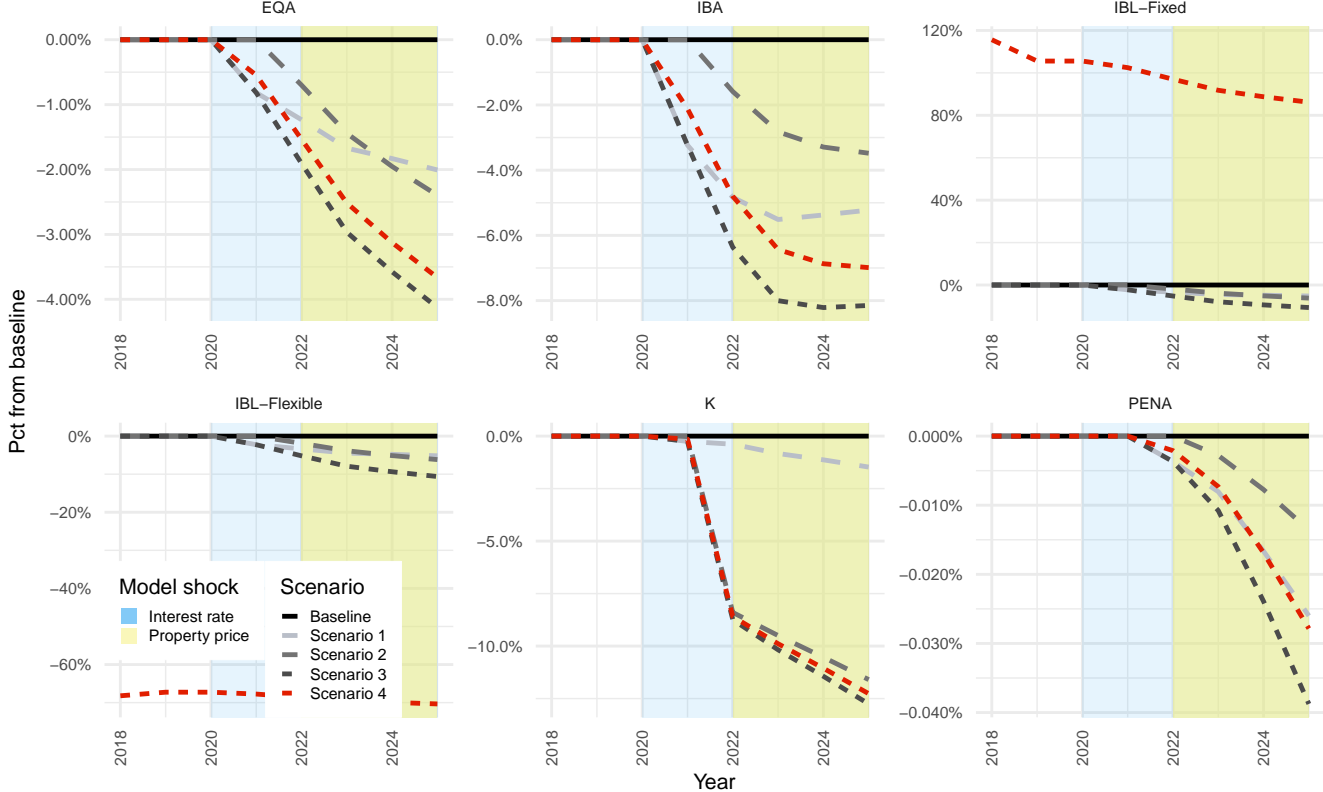 EQA
IBA
IBL−Fixed
0.00%
−1.00%
−2.00%
−3.00%
−4.00%
2018
2020
2022
2024
0.0%
−2.0%
−4.0%
−6.0%
−8.0%
2018
2020
2022
2024
120%
80%
40%
0%
2018
2020
2022
2024
Pct from baseline
IBL−Flexible
K
PENA
0%
−20%
−40%
−60%
2018
2020
2022
2024
Model shock
Interest rate
Property price
Scenario
Baseline
Scenario 1
Scenario 2
Scenario 3
Scenario 4
0.0%
−5.0%
−10.0%
2018
2020
2022
2024
0.000%
−0.010%
−0.020%
−0.030%
−0.040%
2018
2020
2022
2024
Year